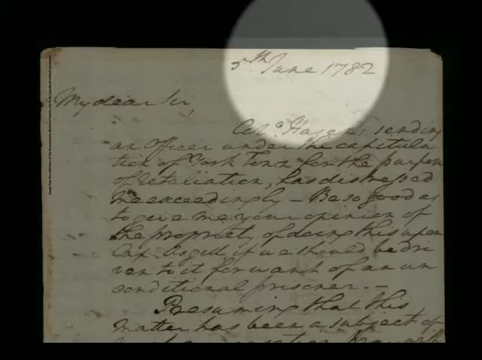 5th June 1782
My dear Sir,
Colo. Hazen's sending
an Officer under the capitula
tion of York Town for the purpose
of retaliation, has distressed
me exceedingly – Be so good as
to give me your opinion of
the propriety of doing this upon
Cap. Asgill if we should be dri
ven to it for want of an un
conditional prisoner. –
Presuming that this
matter has been a subject of